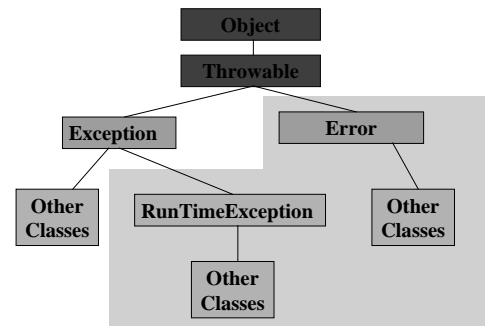 Object
Throwable
Exception
Error
Other
Classes
RunTimeException
Other
Classes
Other
Classes